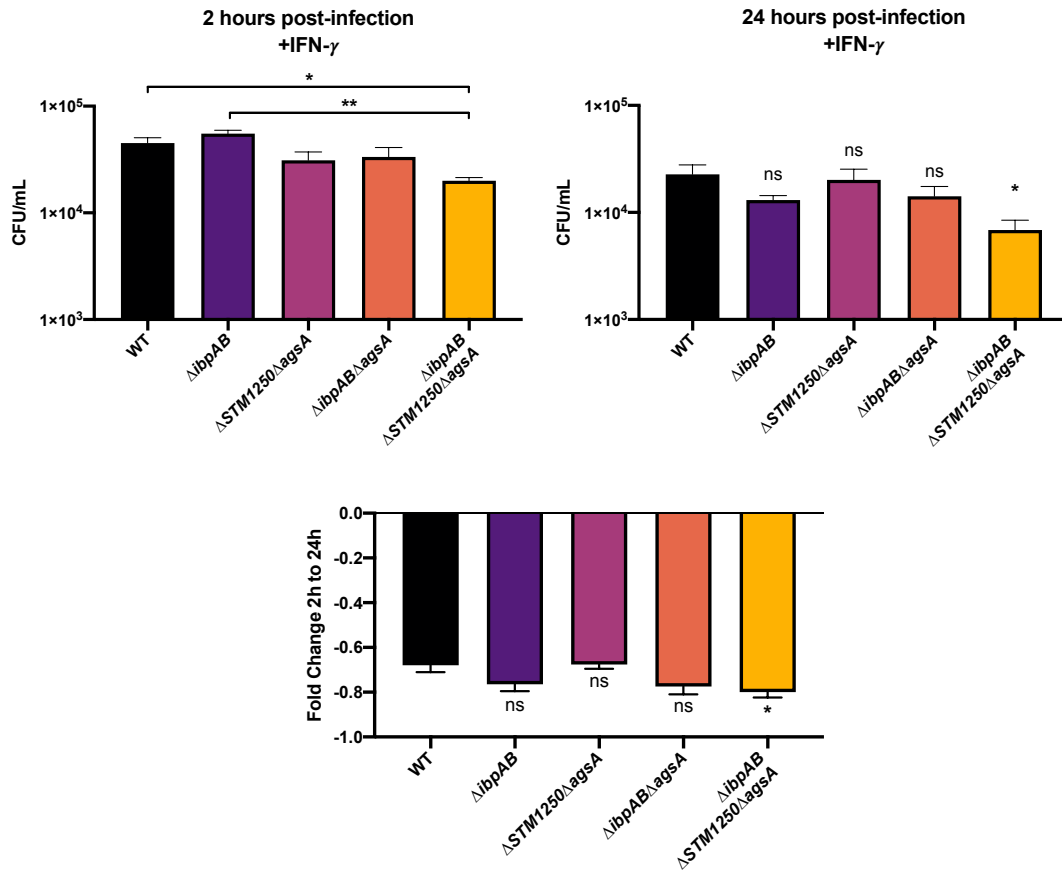 2 hours post-infection
+IFN-γ
*
**
1×10⁵
1×10⁴
1×10³
CFU/mL
WT
ΔibpAB
ΔSTM1250ΔagsA
ΔibpABΔagsA
ΔibpAB
ΔSTM1250ΔagsA
24 hours post-infection
+IFN-γ
1×10⁵
1×10⁴
1×10³
CFU/mL
ns
ns
ns
*
WT
ΔibpAB
ΔSTM1250ΔagsA
ΔibpABΔagsA
ΔibpAB
ΔSTM1250ΔagsA
0.0
-0.2
-0.4
-0.6
-0.8
-1.0
Fold Change 2h to 24h
ns
ns
ns
*
WT
ΔibpAB
ΔSTM1250ΔagsA
ΔibpABΔagsA
ΔibpAB
ΔSTM1250ΔagsA